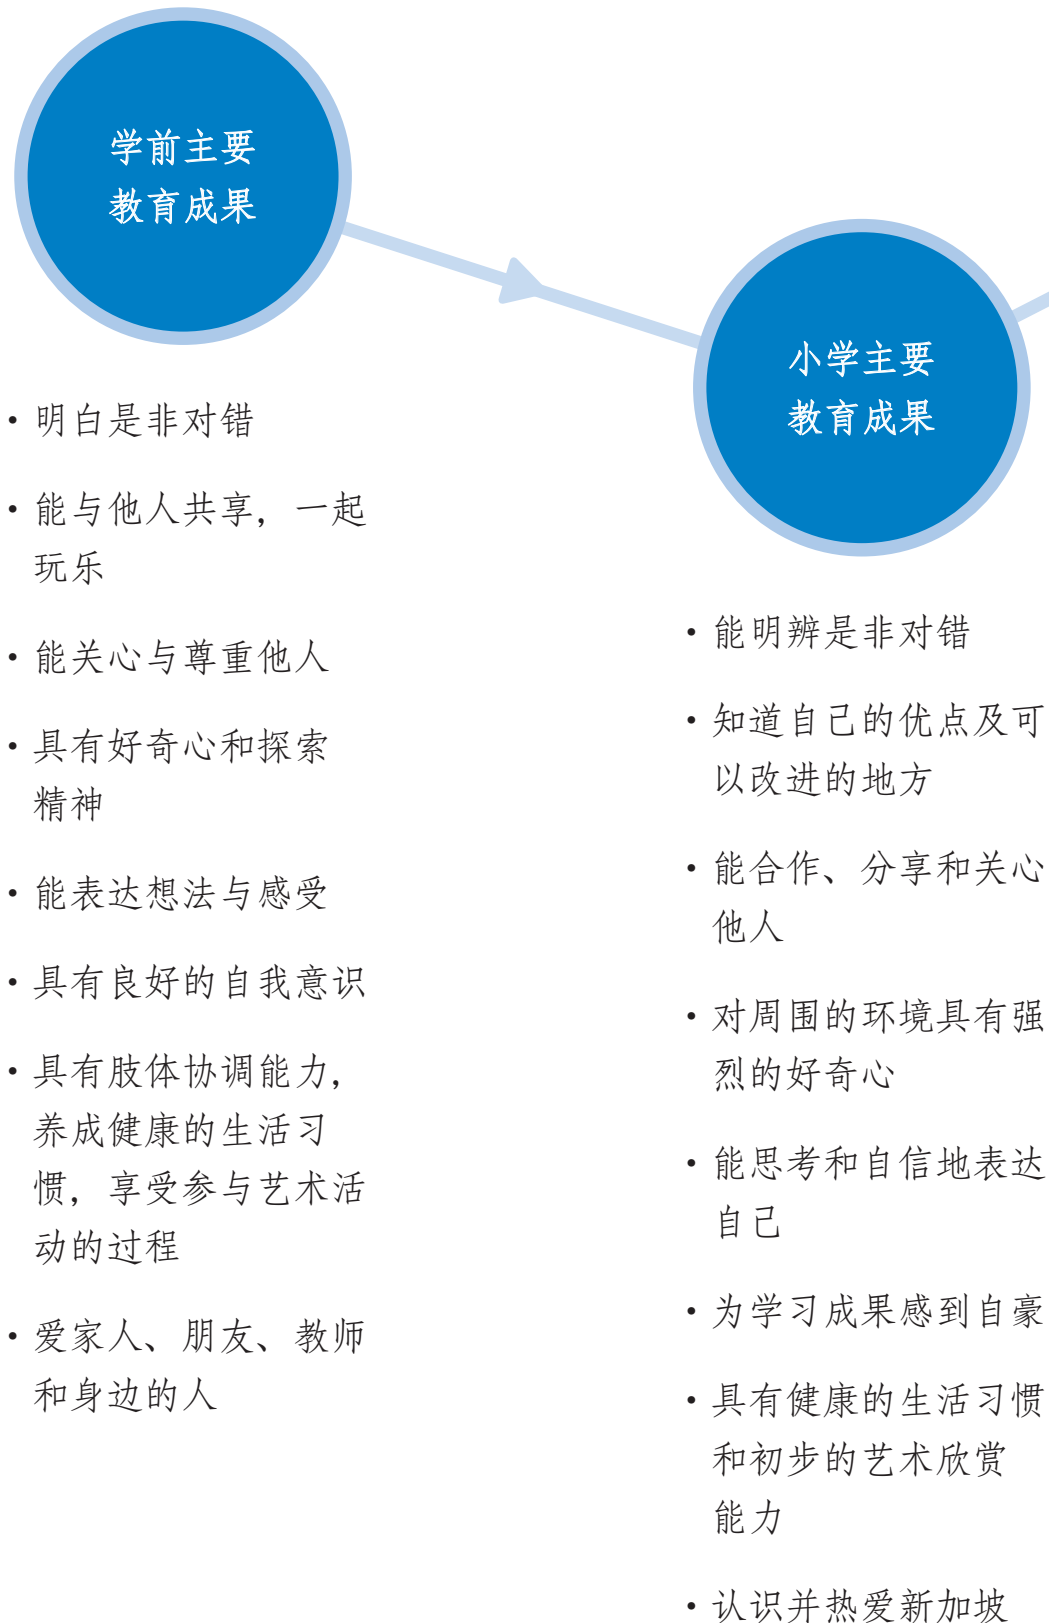 学前主要
教育成果
• 明白是非对错
• 能与他人共享，一起
玩乐
• 能关心与尊重他人
• 具有好奇心和探索
精神
• 能表达想法与感受
• 具有良好的自我意识
• 具有肢体协调能力，
养成健康的生活习
惯，享受参与艺术活
动的过程
• 爱家人、朋友、教师
和身边的人
小学主要
教育成果
• 能明辨是非对错
• 知道自己的优点及可
以改进的地方
• 能合作、分享和关心
他人
• 对周围的环境具有强
烈的好奇心
• 能思考和自信地表达
自己
• 为学习成果感到自豪
• 具有健康的生活习惯
和初步的艺术欣赏
能力
• 认识并热爱新加坡